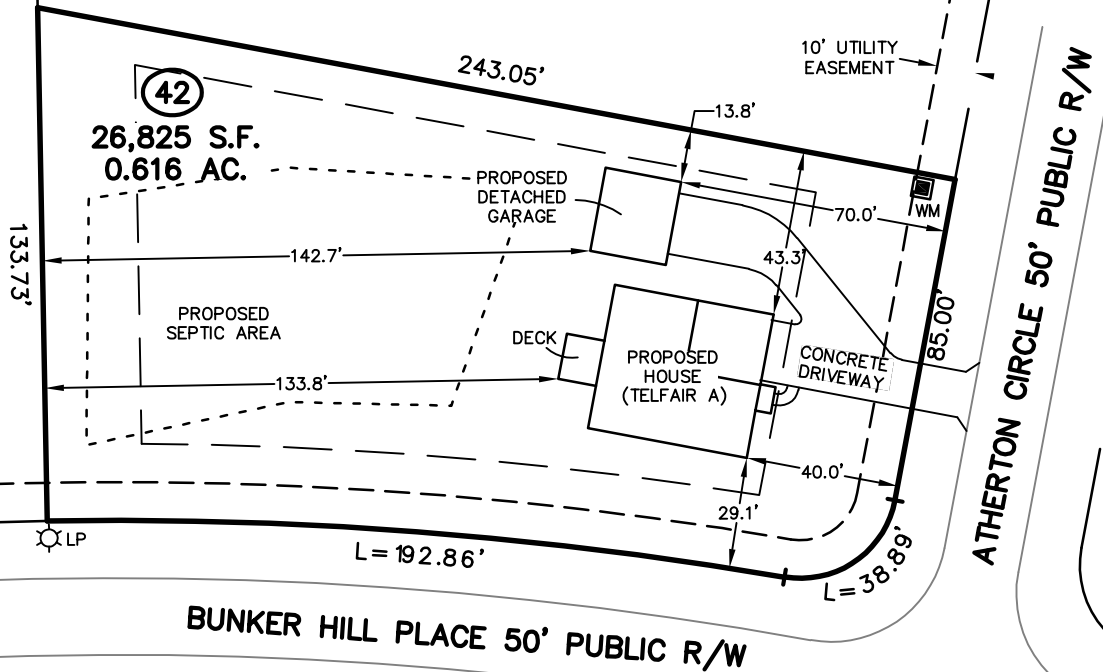 10' UTILITY
EASEMENT
243.05'
42
26,825 S.F.
0.616 AC.
13.8'
PROPOSED
DETACHED
GARAGE
70.0'
WM
142.7'
43.3'
133.73'
PROPOSED
SEPTIC AREA
85.00'
DECK
PROPOSED
HOUSE
(TELFAIR A)
CONCRETE
DRIVEWAY
133.8'
40.0'
29.1'
LP
L=192.86'
L=38.89'
BUNKER HILL PLACE 50' PUBLIC R/W
ATHERTON CIRCLE 50' PUBLIC R/W